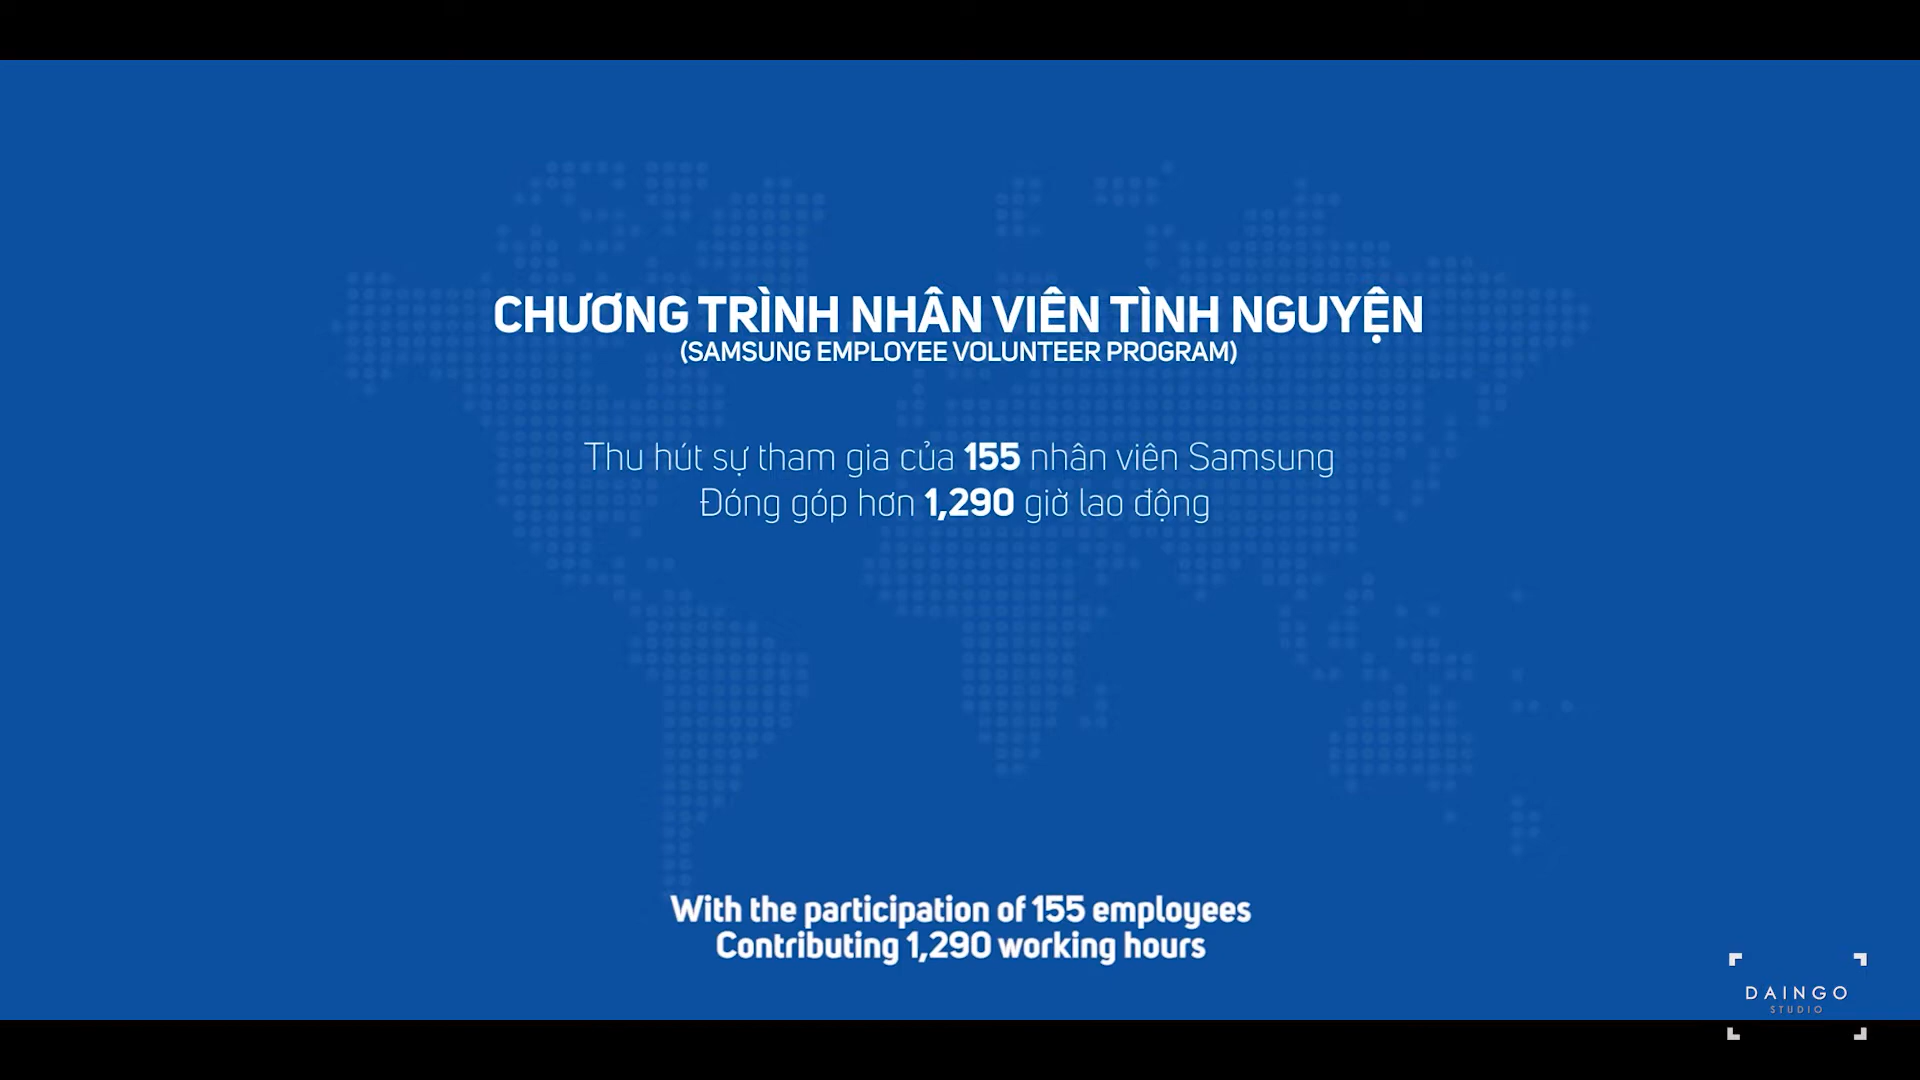 CHƯƠNG TRÌNH NHÂN VIÊN TÌNH NGUYỆN
(SAMSUNG EMPLOYEE VOLUNTEER PROGRAM)
Thu hút sự tham gia của 155 nhân viên Samsung
Đóng góp hơn 1,290 giờ lao động
With the participation of 155 employees
Contributing 1,290 working hours
DAINGO
STUDIO